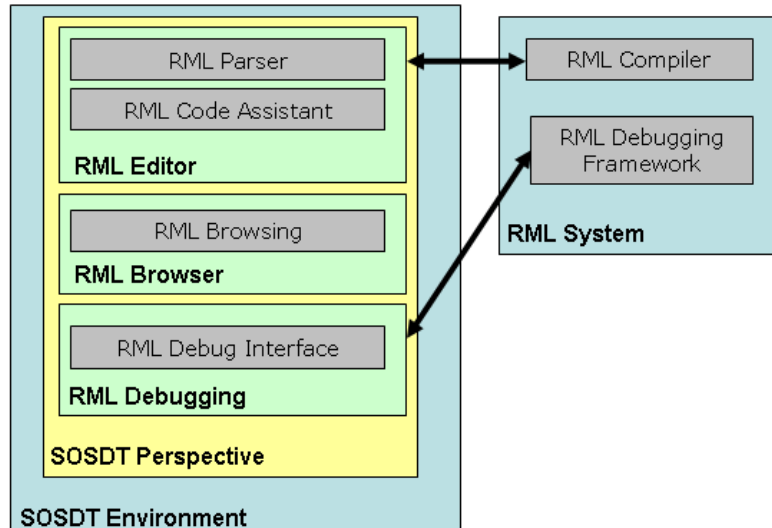 RML Parser
RML Code Assistant
RML Editor
RML Browsing
RML Browser
RML Debug Interface
RML Debugging
SOSDT Perspective
SOSDT Environment
RML Compiler
RML Debugging
Framework
RML System